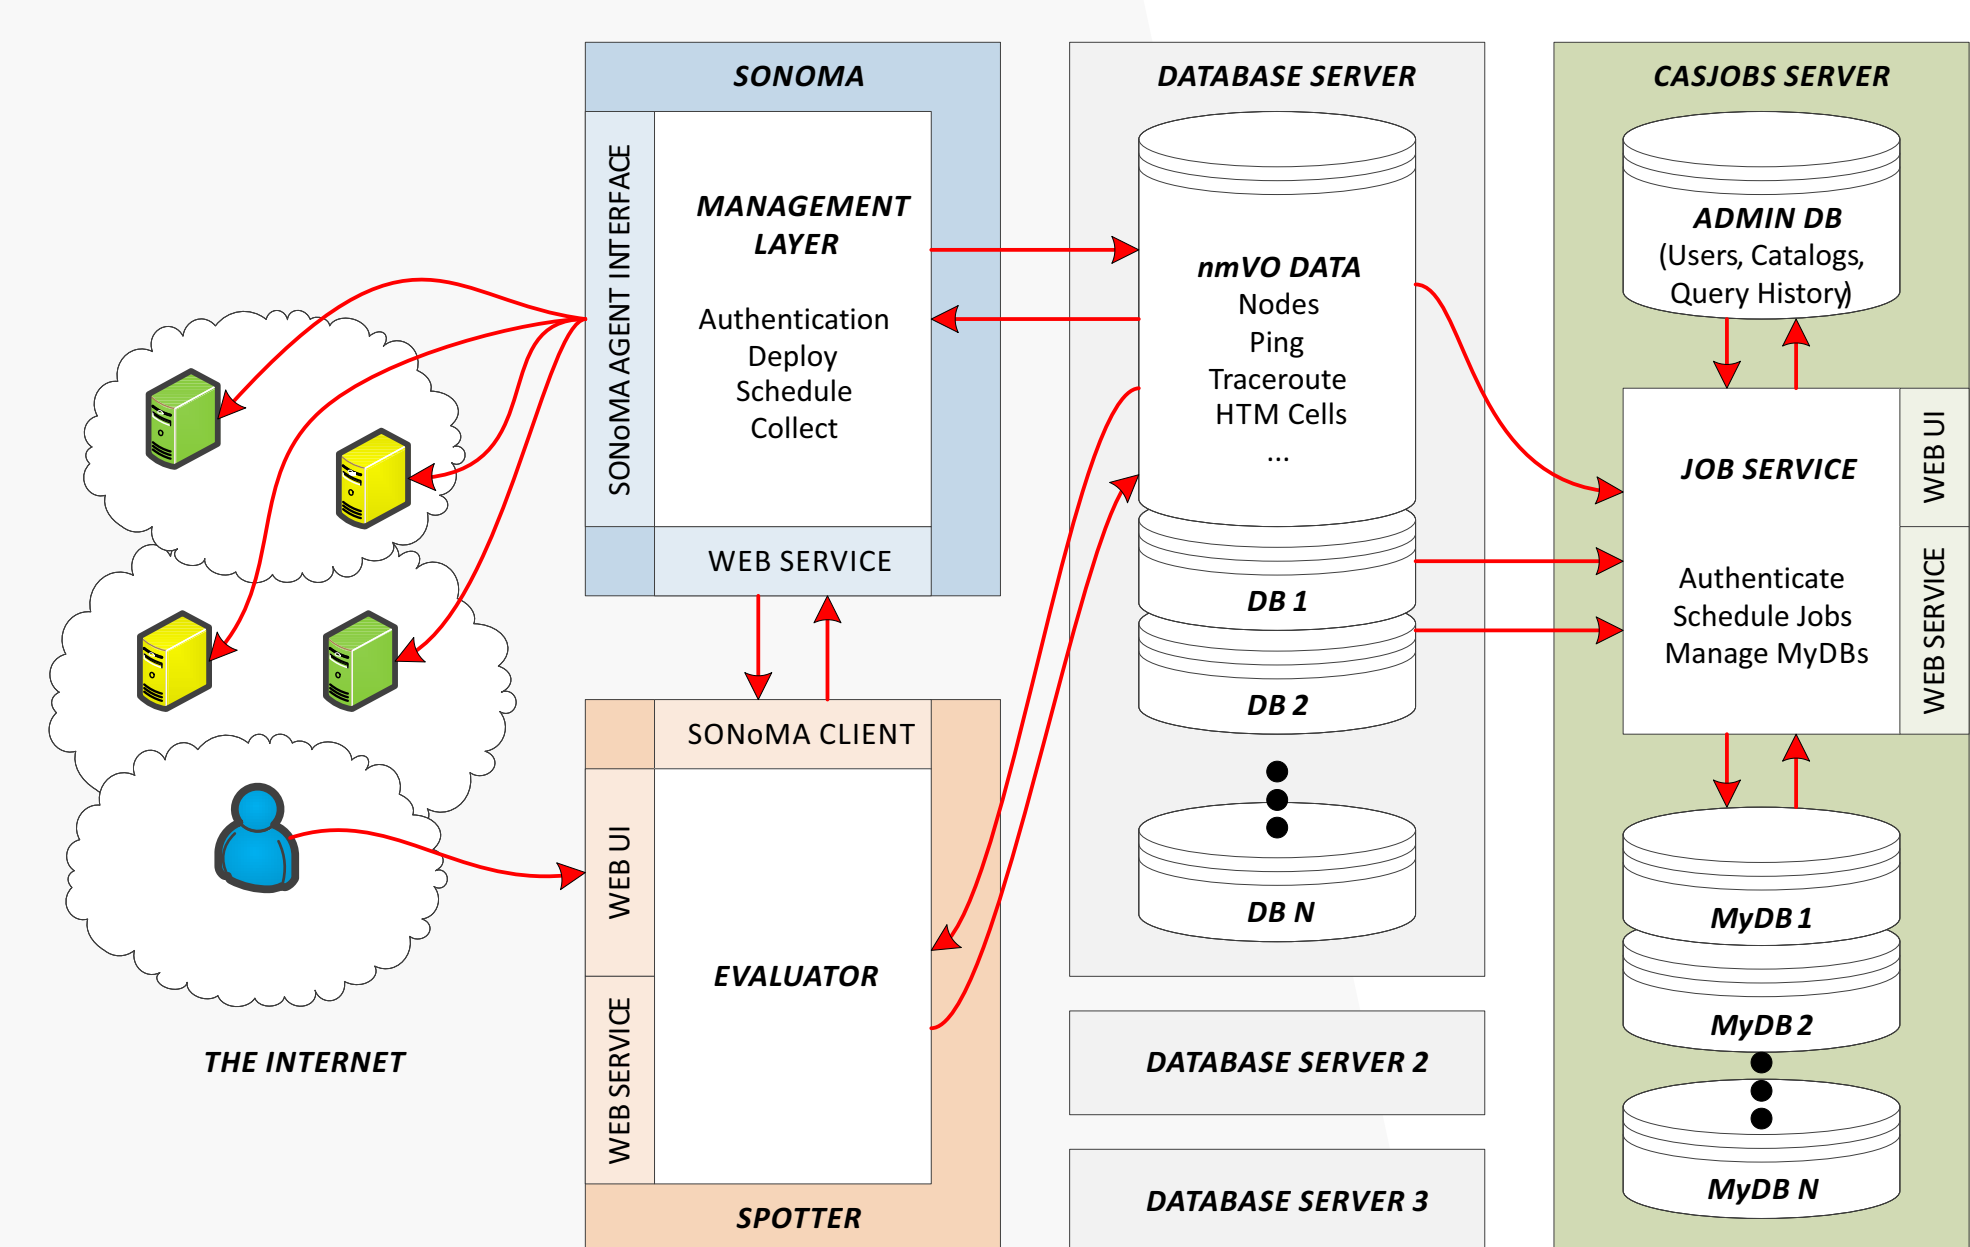 SONOMA
SONoMA AGENT INTERFACE
MANAGEMENT
LAYER
Authentication
Deploy
Schedule
Collect
WEB SERVICE
SONoMA CLIENT
WEB UI
WEB SERVICE
EVALUATOR
SPOTTER
THE INTERNET
DATABASE SERVER
nmVO DATA
Nodes
Ping
Traceroute
HTM Cells
...
DB 1
DB 2
DB N
DATABASE SERVER 2
DATABASE SERVER 3
CASJOBS SERVER
ADMIN DB
(Users, Catalogs,
Query History)
JOB SERVICE
Authenticate
Schedule Jobs
Manage MyDBs
WEB UI
WEB SERVICE
MyDB 1
MyDB 2
MyDB N